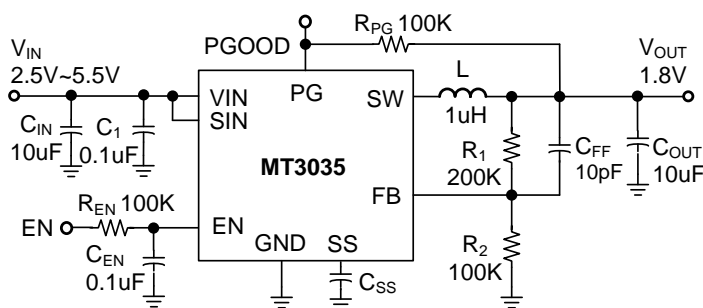 PGOOD
R_PG 100K
V_IN
2.5V~5.5V
V_OUT
1.8V
VIN
SIN
PG
SW
L
1uH
C_IN
10uF
C_1
0.1uF
MT3035
R_1
200K
C_FF
10pF
C_OUT
10uF
R_EN 100K
FB
EN
EN
GND
SS
C_EN
0.1uF
C_SS
R_2
100K